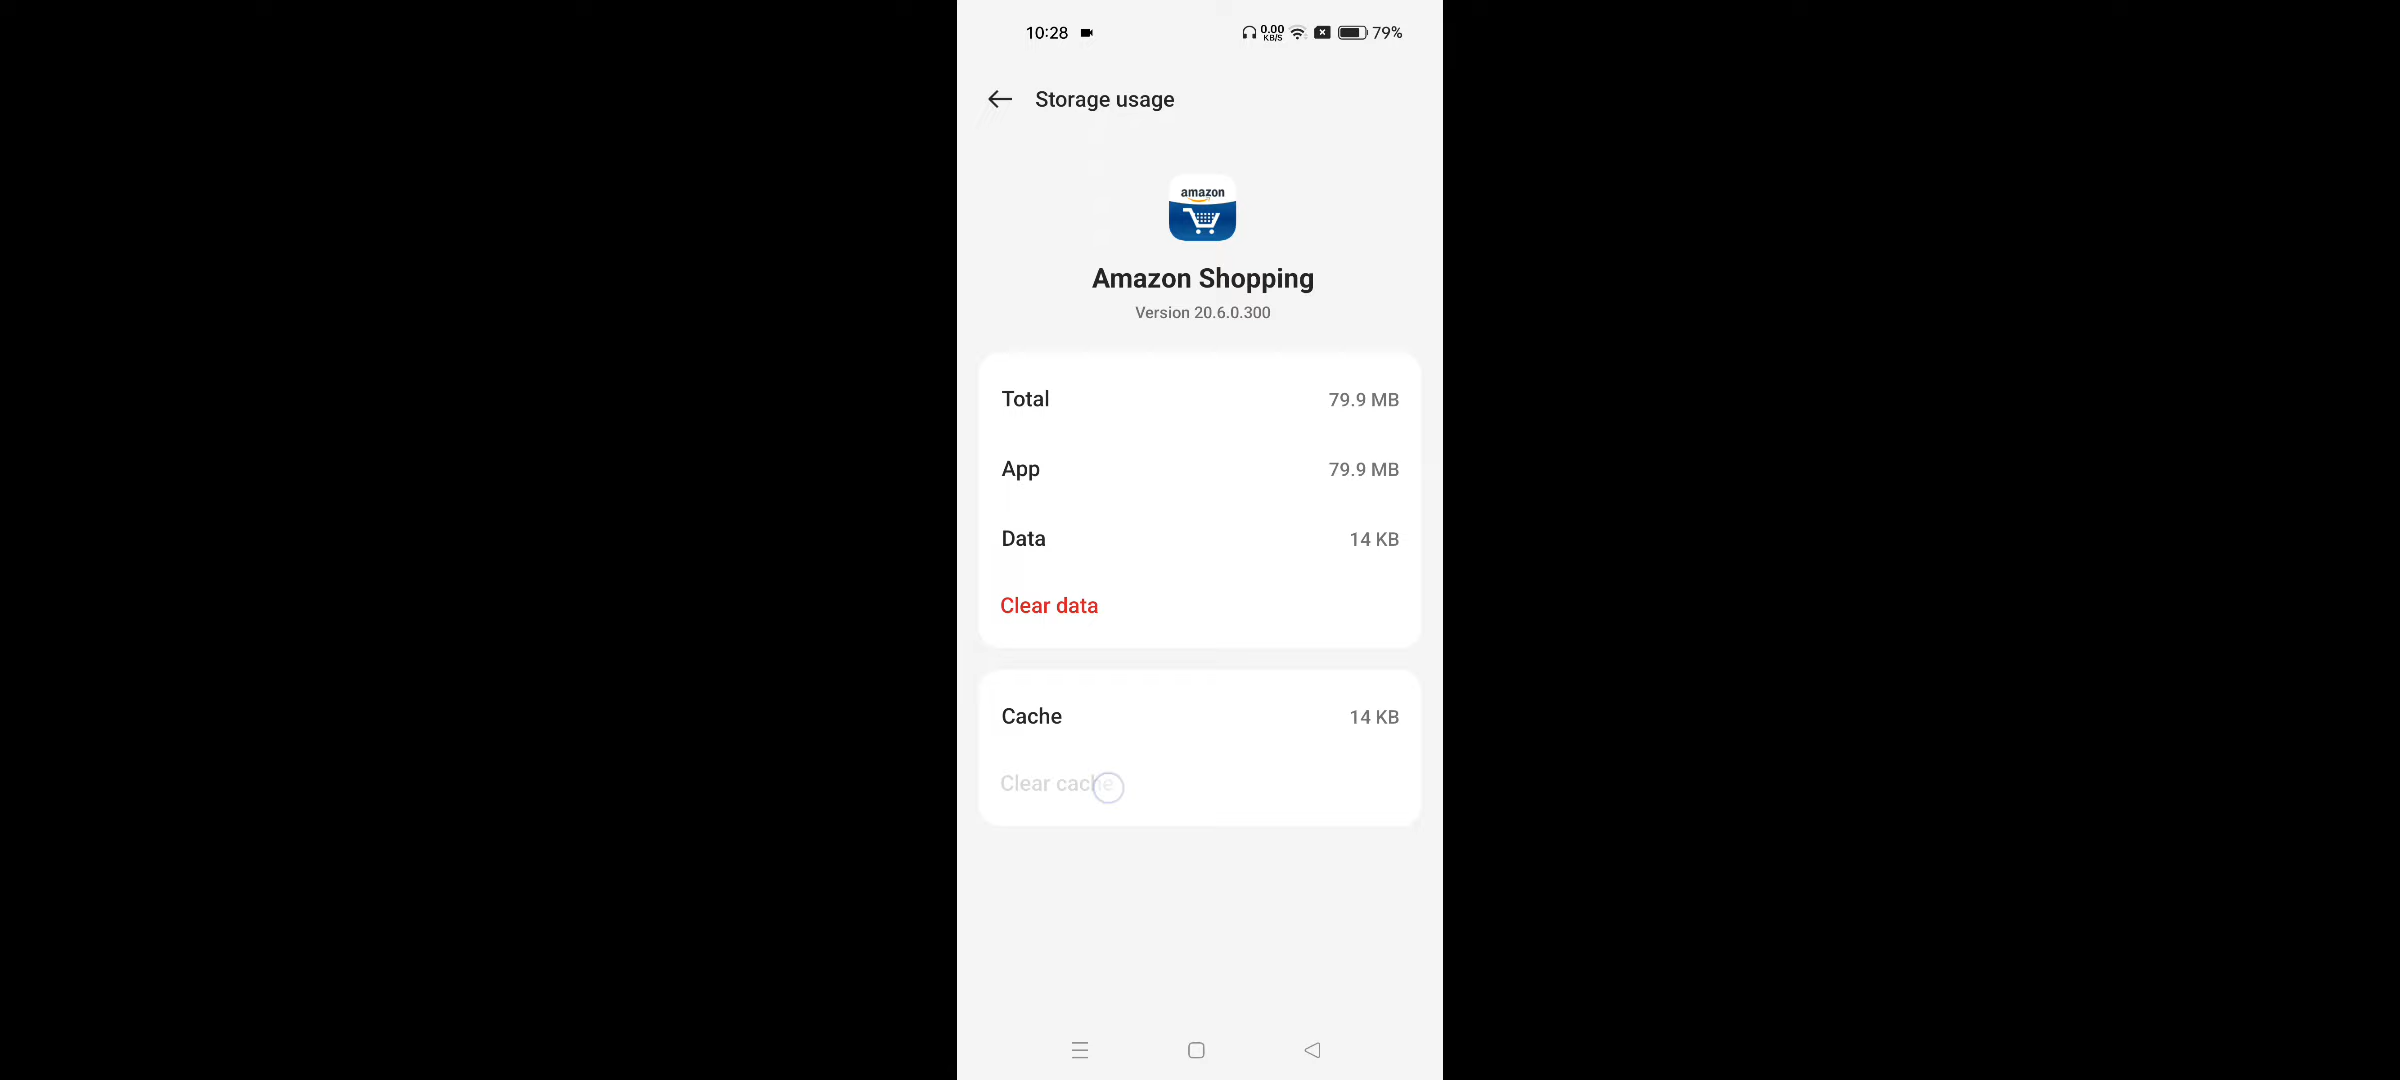 10:28 0.00 KB/S 79%
Storage usage
amazon
Amazon Shopping
Version 20.6.0.300
Total 79.9 MB
App 79.9 MB
Data 14 KB
Clear data
Cache 14 KB
Clear cache